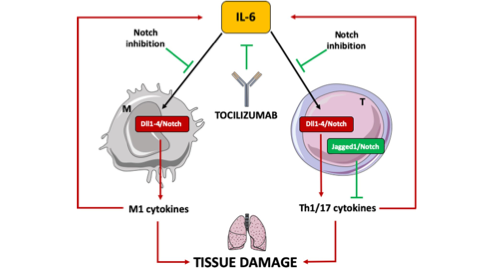 IL-6
Notch
inhibition
Notch
inhibition
M
T
TOCILIZUMAB
Dll1-4/Notch
Dll1-4/Notch
Jagged1/Notch
M1 cytokines
Th1/17 cytokines
TISSUE DAMAGE